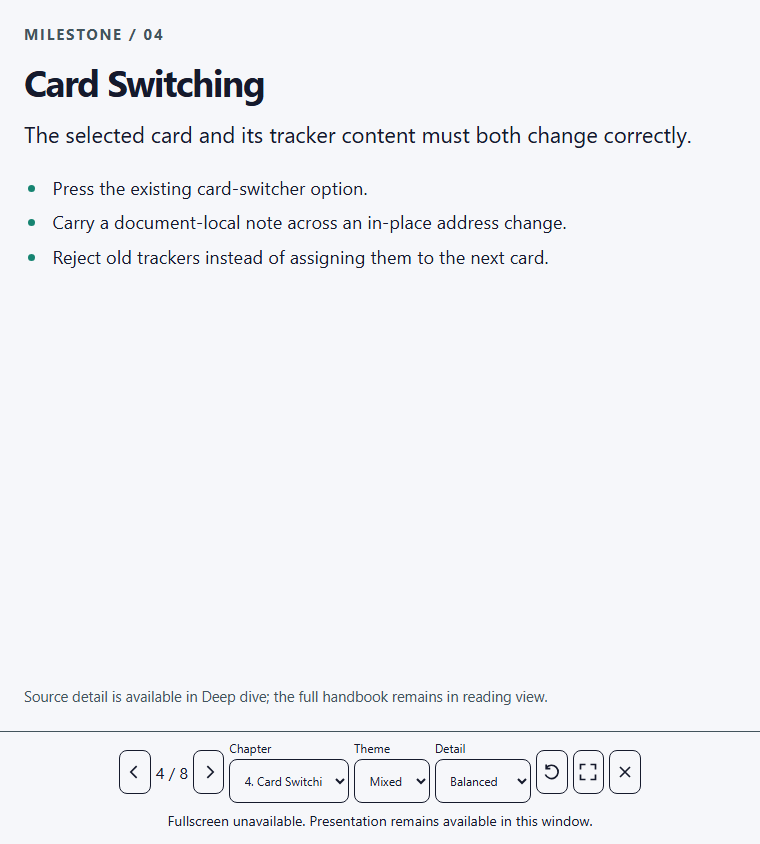 MILESTONE / 04
Card Switching
The selected card and its tracker content must both change correctly.
Press the existing card-switcher option.
Carry a document-local note across an in-place address change.
Reject old trackers instead of assigning them to the next card.
Source detail is available in Deep dive; the full handbook remains in reading view.
Chapter
Theme
Detail
4 / 8
4. Card Switchi
Mixed
Balanced
Fullscreen unavailable. Presentation remains available in this window.